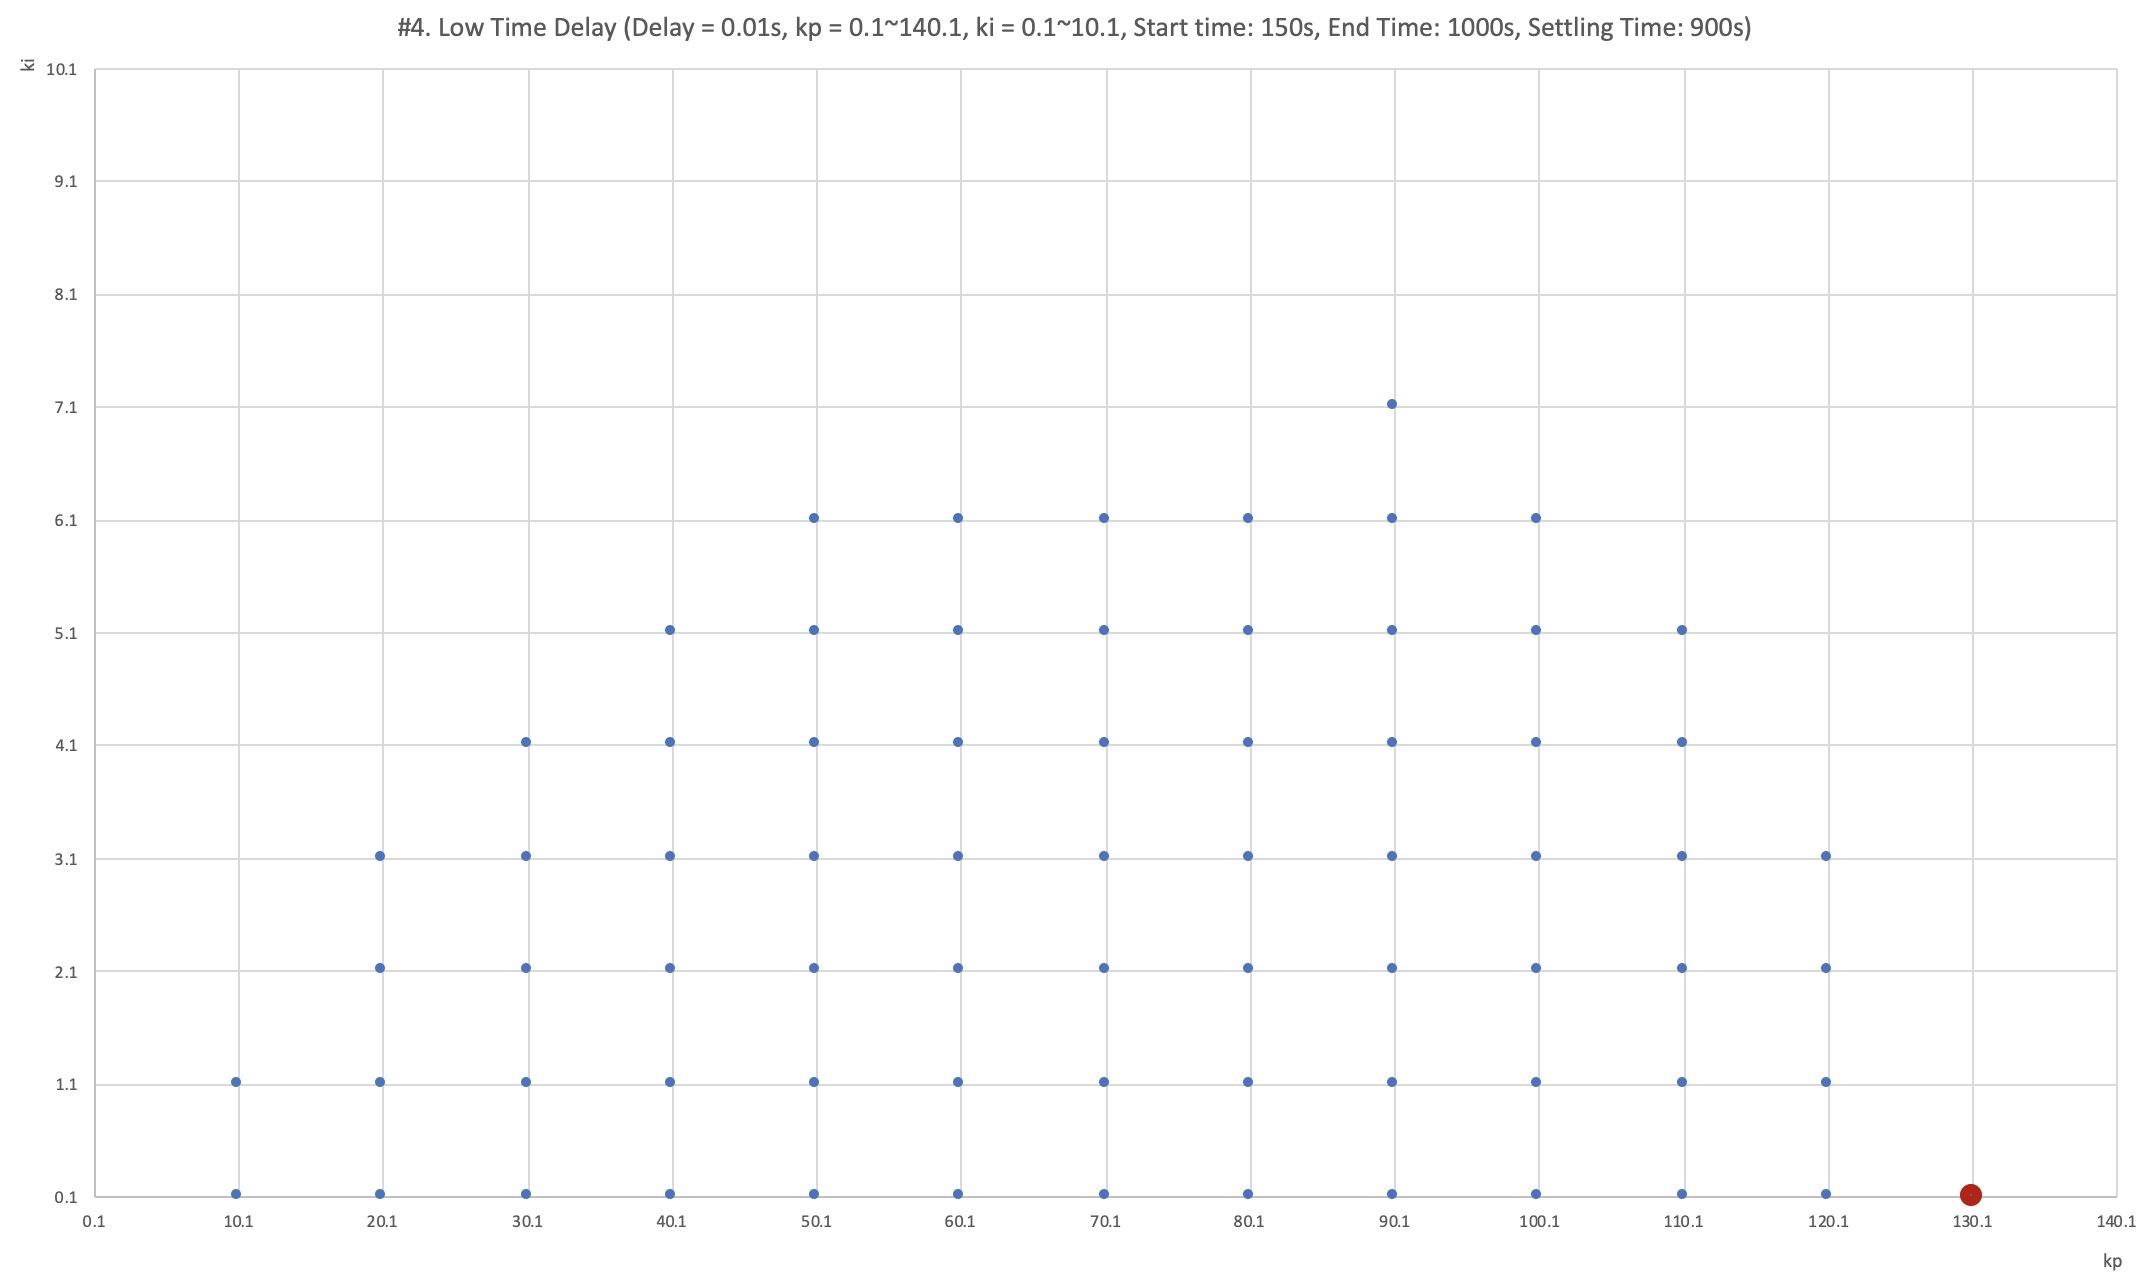 #4. Low Time Delay (Delay = 0.01s, kp = 0.1~140.1, ki = 0.1~10.1, Start time: 150s, End Time: 1000s, Settling Time: 900s)
ki
10.1
9.1
8.1
7.1
6.1
5.1
4.1
3.1
2.1
1.1
0.1
0.1 10.1 20.1 30.1 40.1 50.1 60.1 70.1 80.1 90.1 100.1 110.1 120.1 130.1 140.1
kp